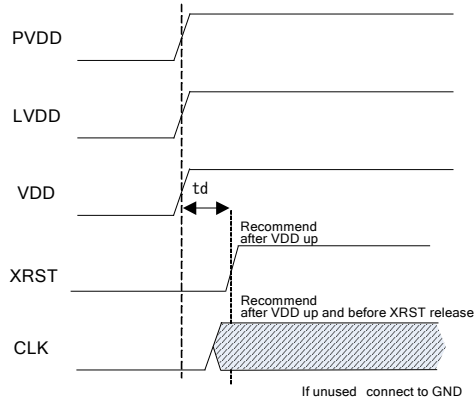 PVDD
LVDD
VDD
td
Recommend
after VDD up
XRST
Recommend
after VDD up and before XRST release
CLK
If unused connect to GND